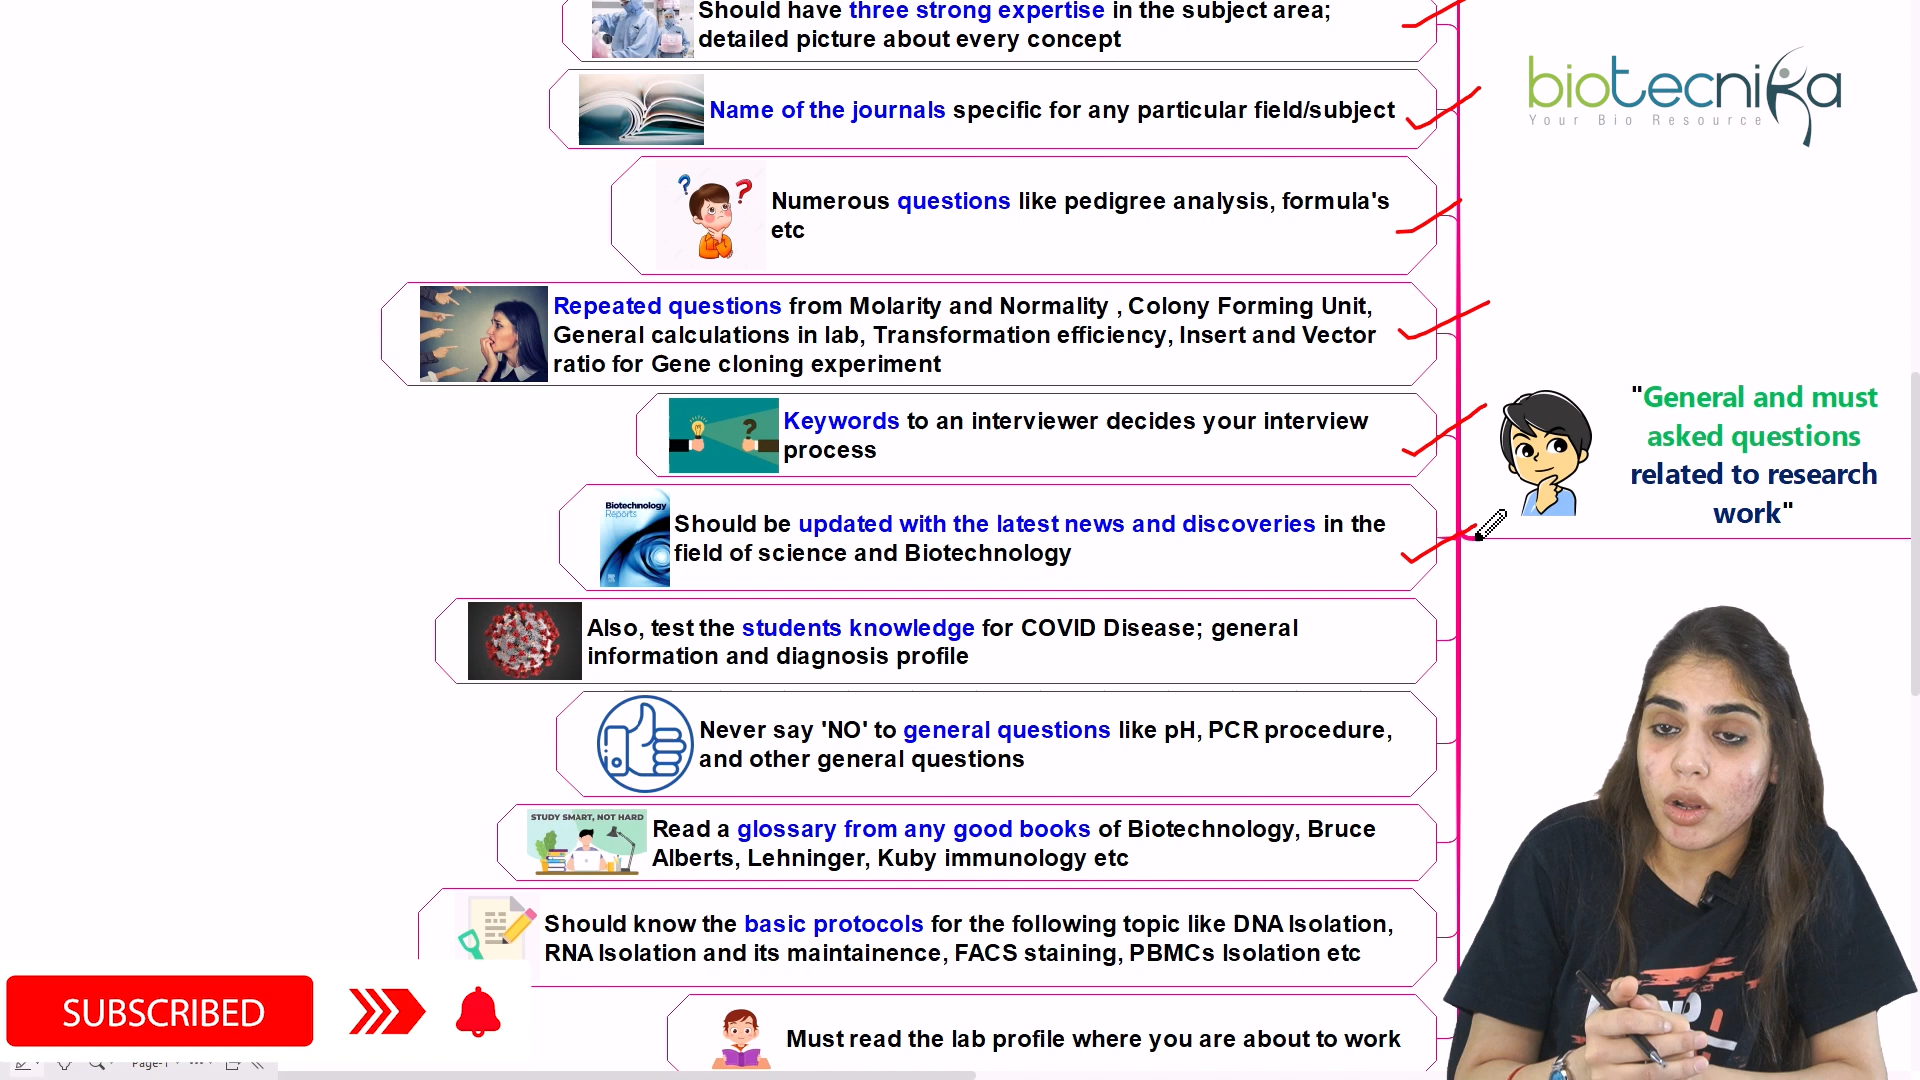 Should have three strong expertise in the subject area;
detailed picture about every concept
biotecnika
Your Bio Resource
Name of the journals specific for any particular field/subject
Numerous questions like pedigree analysis, formula's
etc
Repeated questions from Molarity and Normality , Colony Forming Unit,
General calculations in lab, Transformation efficiency, Insert and Vector
ratio for Gene cloning experiment
Keywords to an interviewer decides your interview
process
"General and must
asked questions
related to research
work"
Biotechnology
Reports
Should be updated with the latest news and discoveries in the
field of science and Biotechnology
Also, test the students knowledge for COVID Disease; general
information and diagnosis profile
Never say 'NO' to general questions like pH, PCR procedure,
and other general questions
STUDY SMART, NOT HARD
Read a glossary from any good books of Biotechnology, Bruce
Alberts, Lehninger, Kuby immunology etc
Should know the basic protocols for the following topic like DNA Isolation,
RNA Isolation and its maintainence, FACS staining, PBMCs Isolation etc
SUBSCRIBED
Must read the lab profile where you are about to work
Page-1